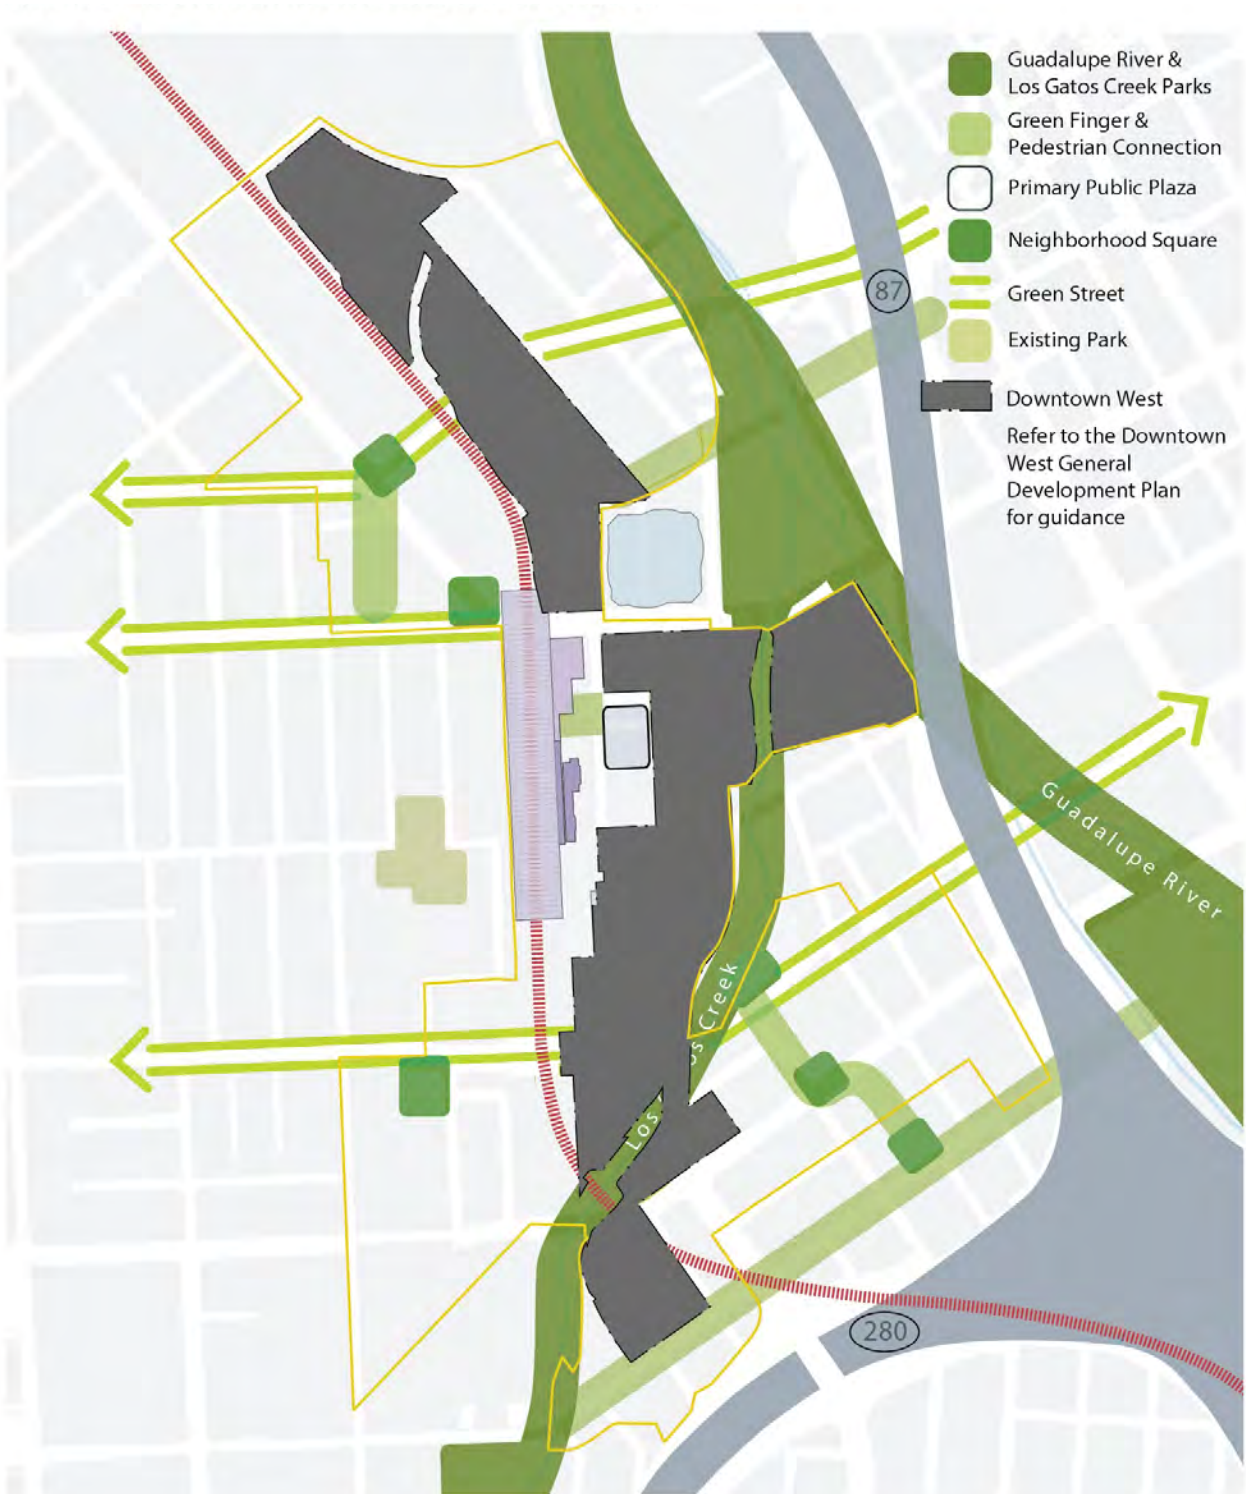 Guadalupe River &
Los Gatos Creek Parks
Green Finger &
Pedestrian Connection
Primary Public Plaza
Neighborhood Square
Green Street
Existing Park
Downtown West
Refer to the Downtown
West General
Development Plan
for guidance
87
Guadalupe River
Los
os Creek
280